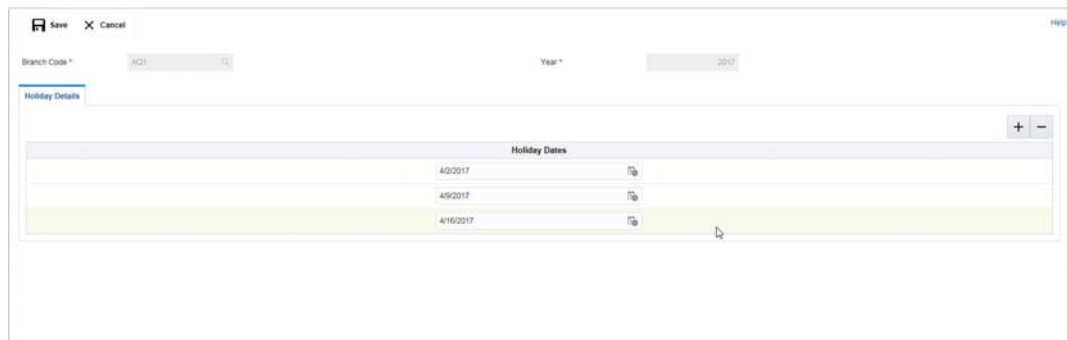 Save Cancel Help
Branch Code * AQ1 Year * 2017
Holiday Details
Holiday Dates
4/2/2017
4/9/2017
4/16/2017